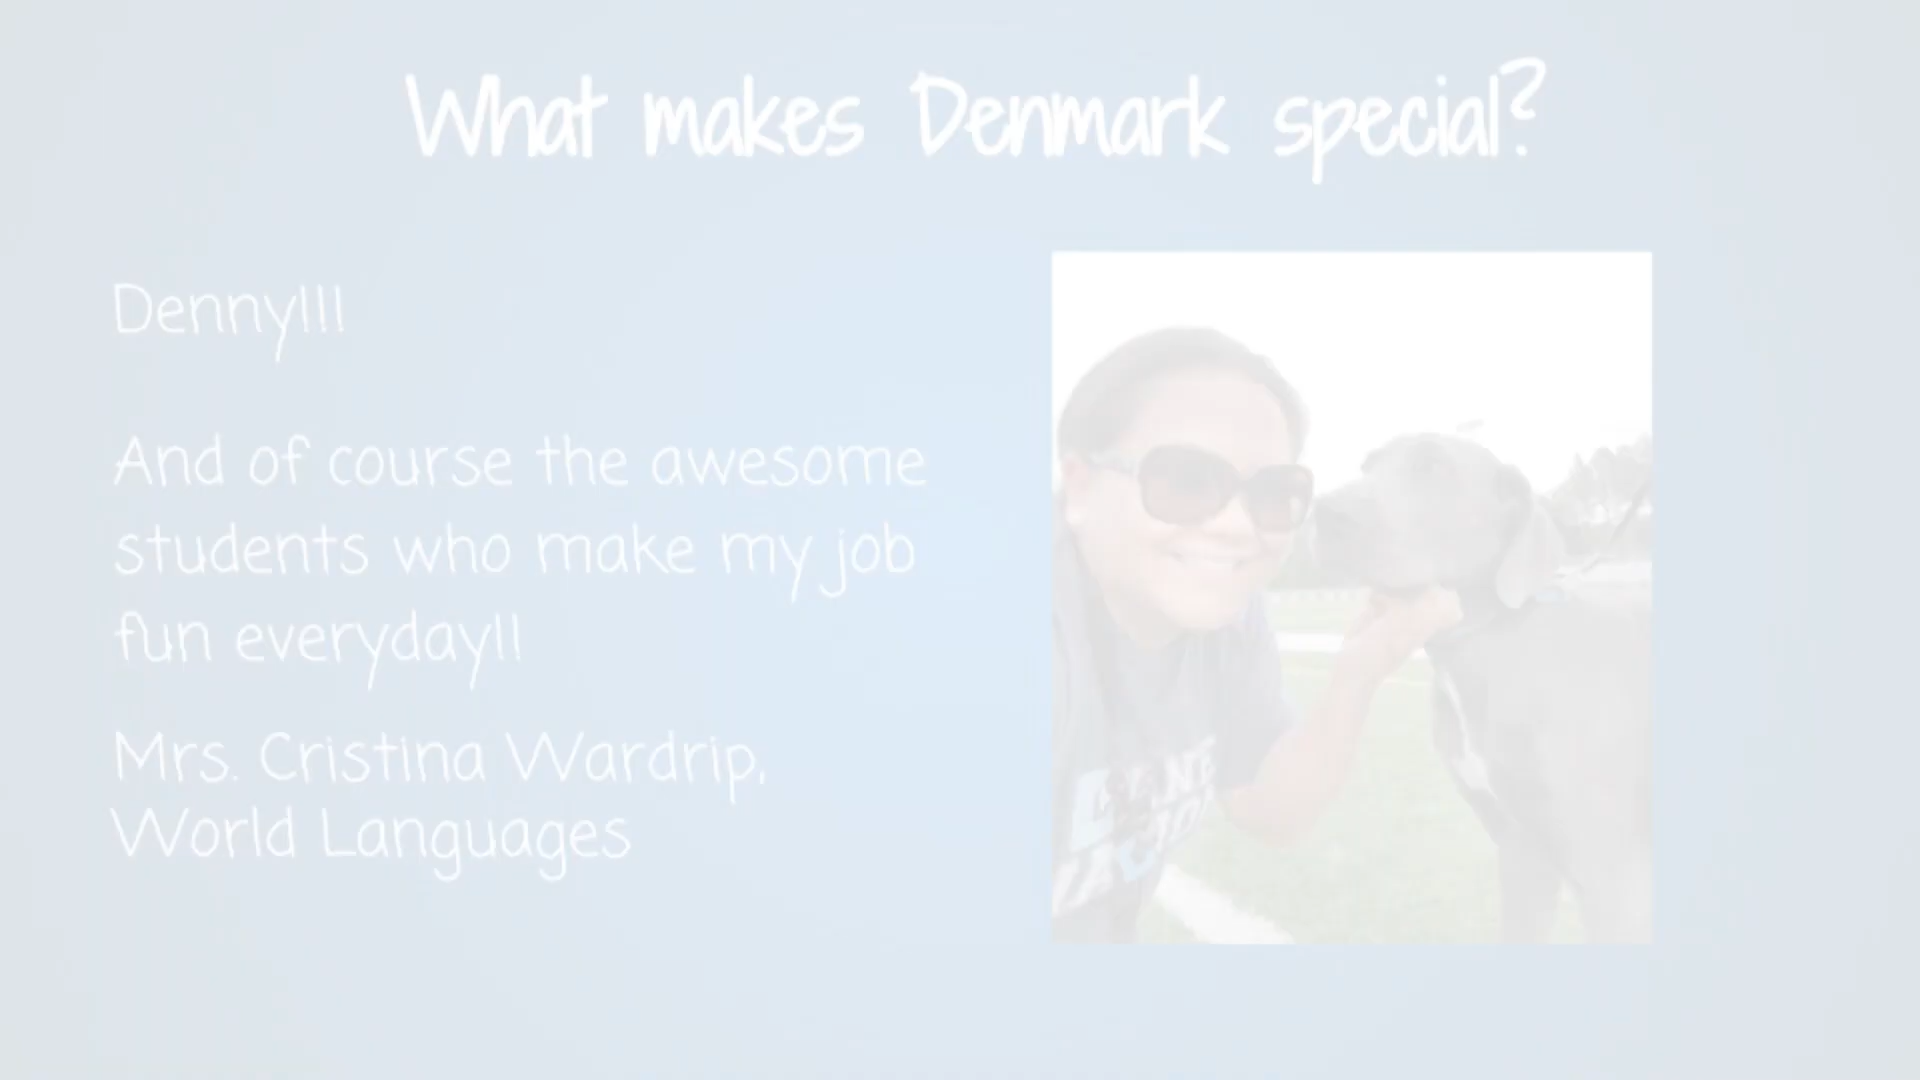 What makes Denmark special?
Denny!!!
And of course the awesome
students who make my job
fun everyday!!
Mrs. Cristina Wardrip,
World Languages